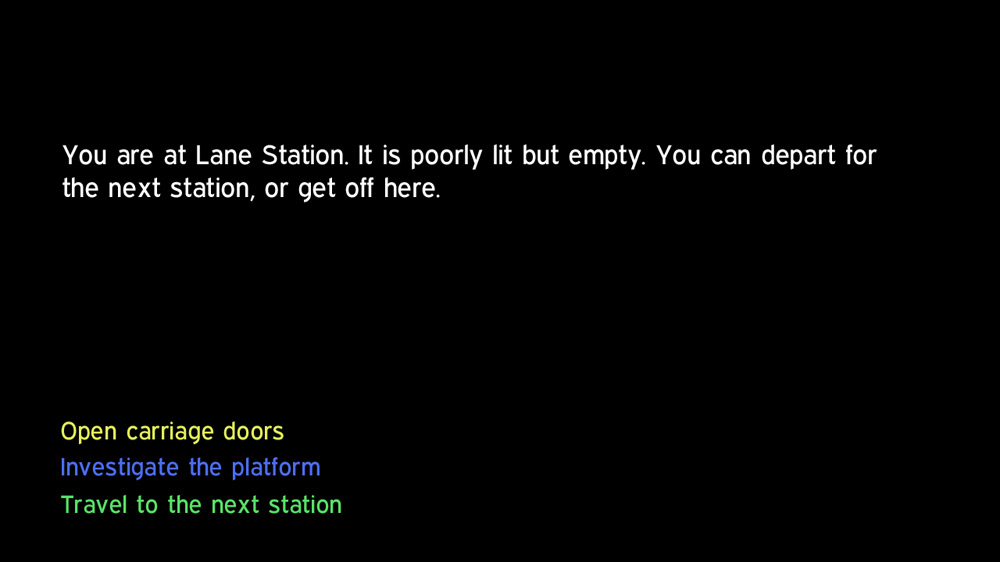 You are at Lane Station. It is poorly lit but empty. You can depart for
the next station, or get off here.
Open carriage doors
Investigate the platform
Travel to the next station